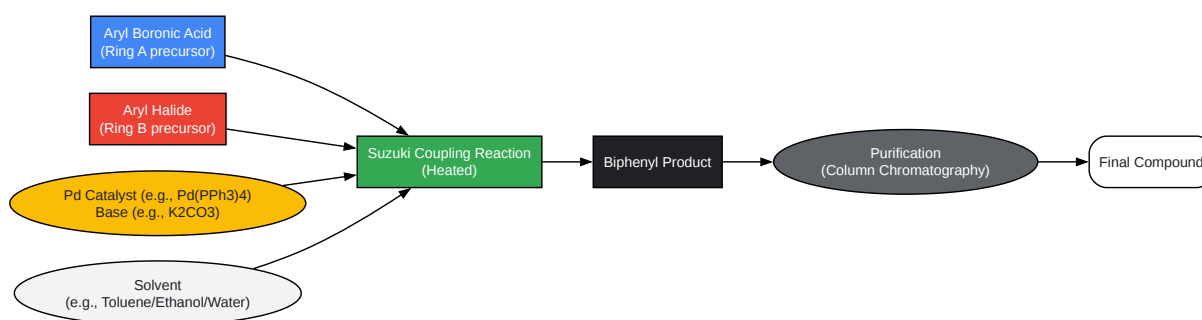 Aryl Boronic Acid
(Ring A precursor)
Aryl Halide
(Ring B precursor)
Pd Catalyst (e.g., Pd(PPh3)4)
Base (e.g., K2CO3)
Solvent
(e.g., Toluene/Ethanol/Water)
Suzuki Coupling Reaction
(Heated)
Biphenyl Product
Purification
(Column Chromatography)
Final Compound